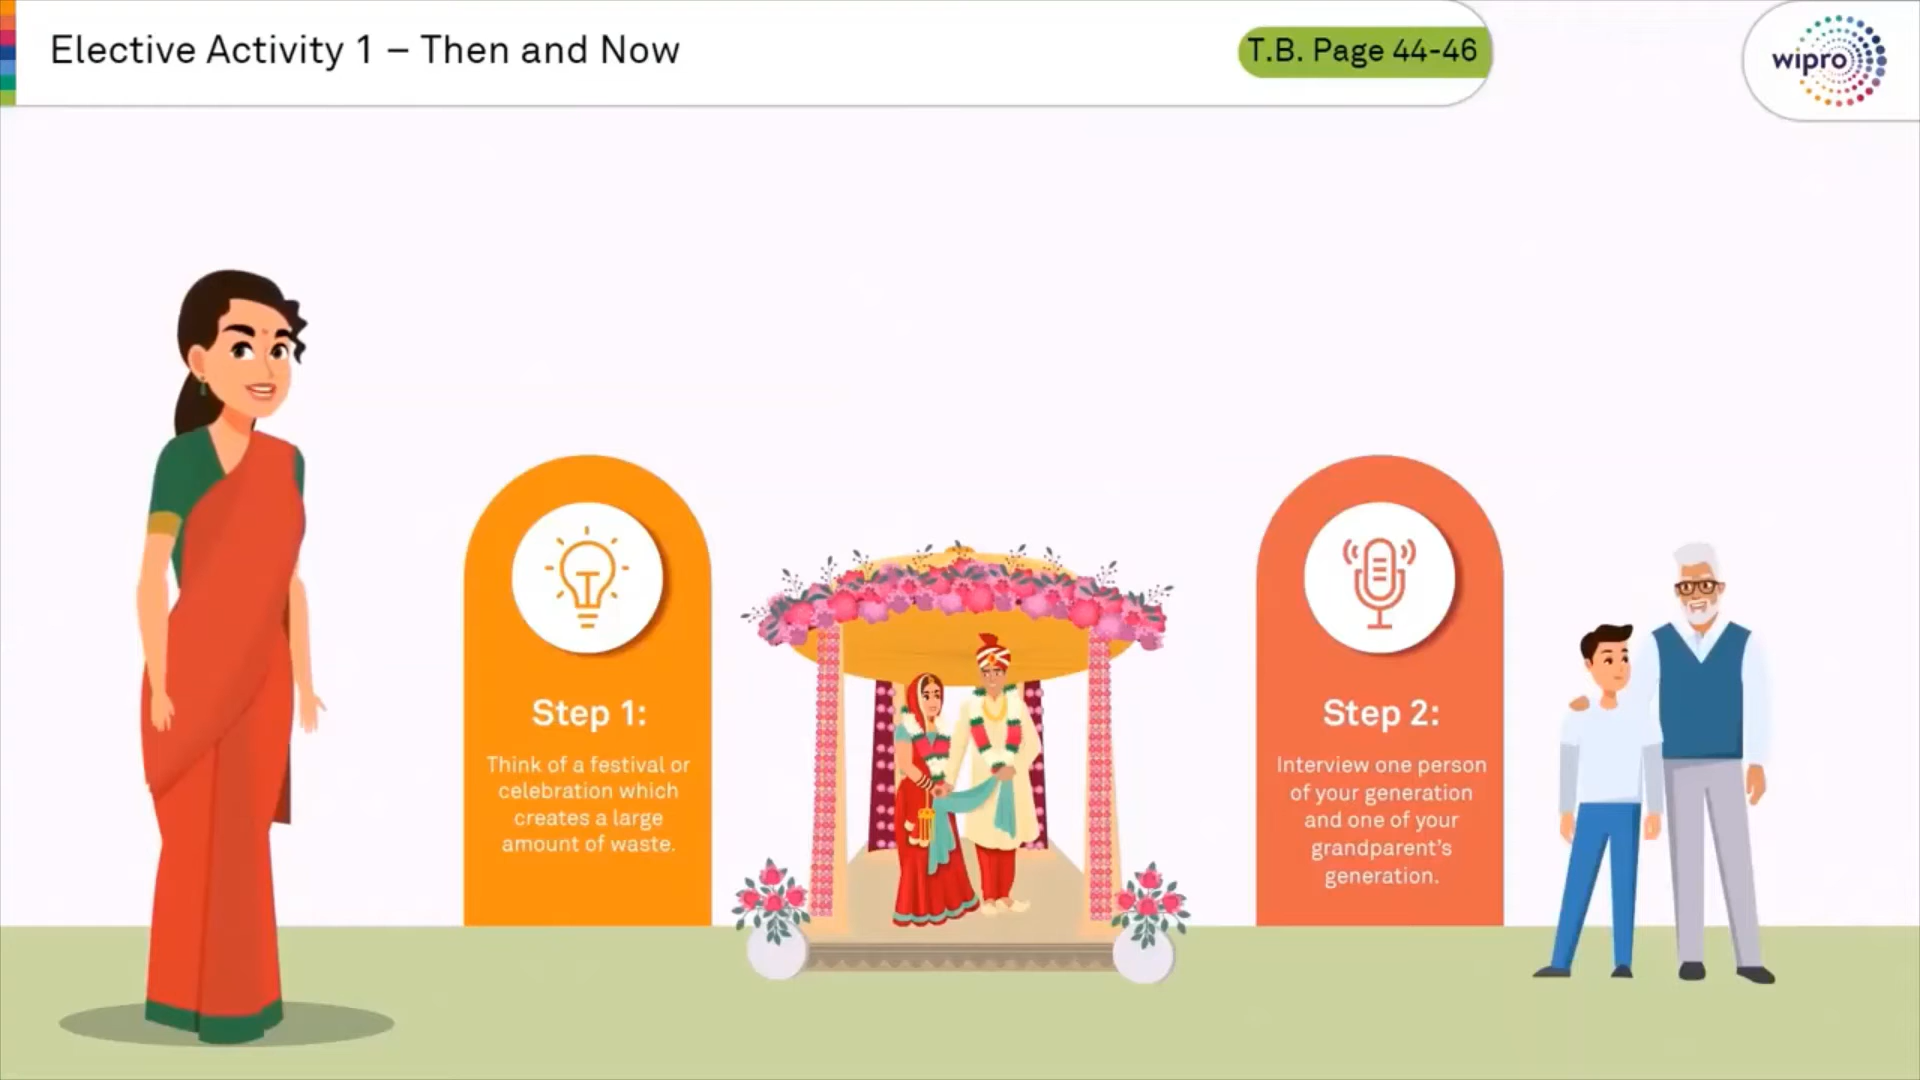 Elective Activity 1 – Then and Now
T.B. Page 44-46
wipro
Step 1:
Think of a festival or
celebration which
creates a large
amount of waste.
Step 2:
Interview one person
of your generation
and one of your
grandparent's
generation.